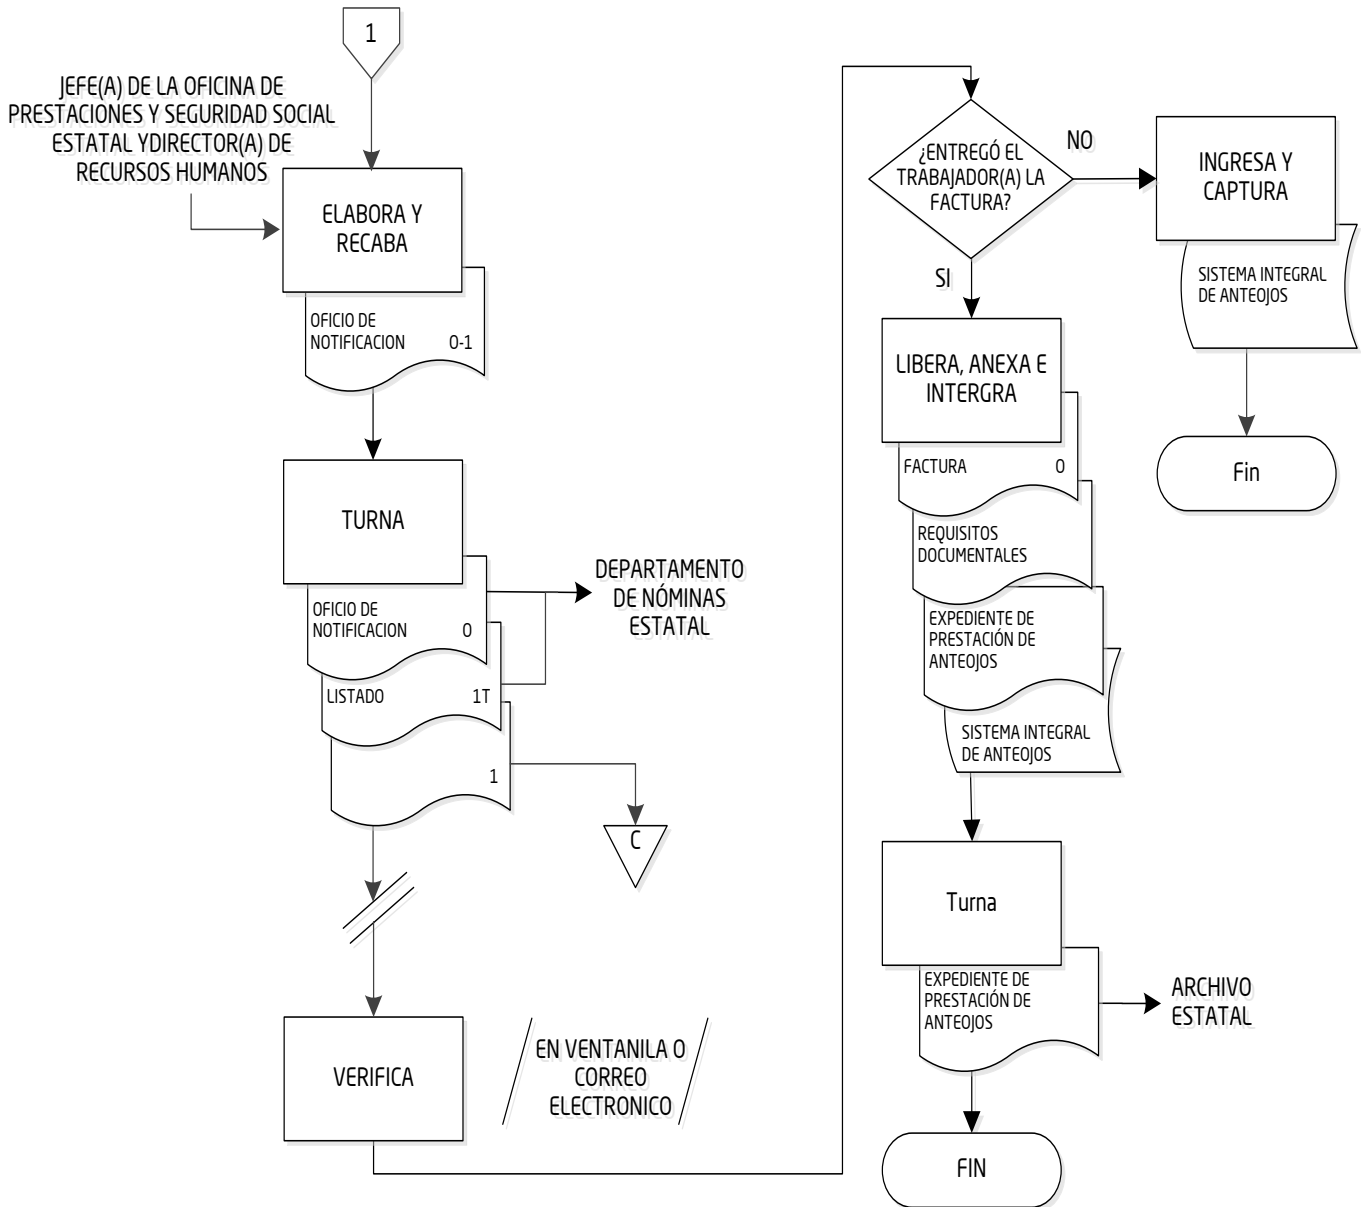 1
JEFE(A) DE LA OFICINA DE
PRESTACIONES Y SEGURIDAD SOCIAL
ESTATAL YDIRECTOR(A) DE
RECURSOS HUMANOS
ELABORA Y
RECABA
OFICIO DE
NOTIFICACION 0-1
TURNA
OFICIO DE
NOTIFICACION 0
LISTADO 1T
1
DEPARTAMENTO
DE NÓMINAS
ESTATAL
C
VERIFICA
EN VENTANILA O
CORREO
ELECTRONICO
¿ENTREGÓ EL
TRABAJADOR(A) LA
FACTURA?
NO
INGRESA Y
CAPTURA
SISTEMA INTEGRAL
DE ANTEOJOS
Fin
SI
LIBERA, ANEXA E
INTERGRA
FACTURA 0
REQUISITOS
DOCUMENTALES
EXPEDIENTE DE
PRESTACIÓN DE
ANTEOJOS
SISTEMA INTEGRAL
DE ANTEOJOS
Turna
EXPEDIENTE DE
PRESTACIÓN DE
ANTEOJOS
ARCHIVO
ESTATAL
FIN